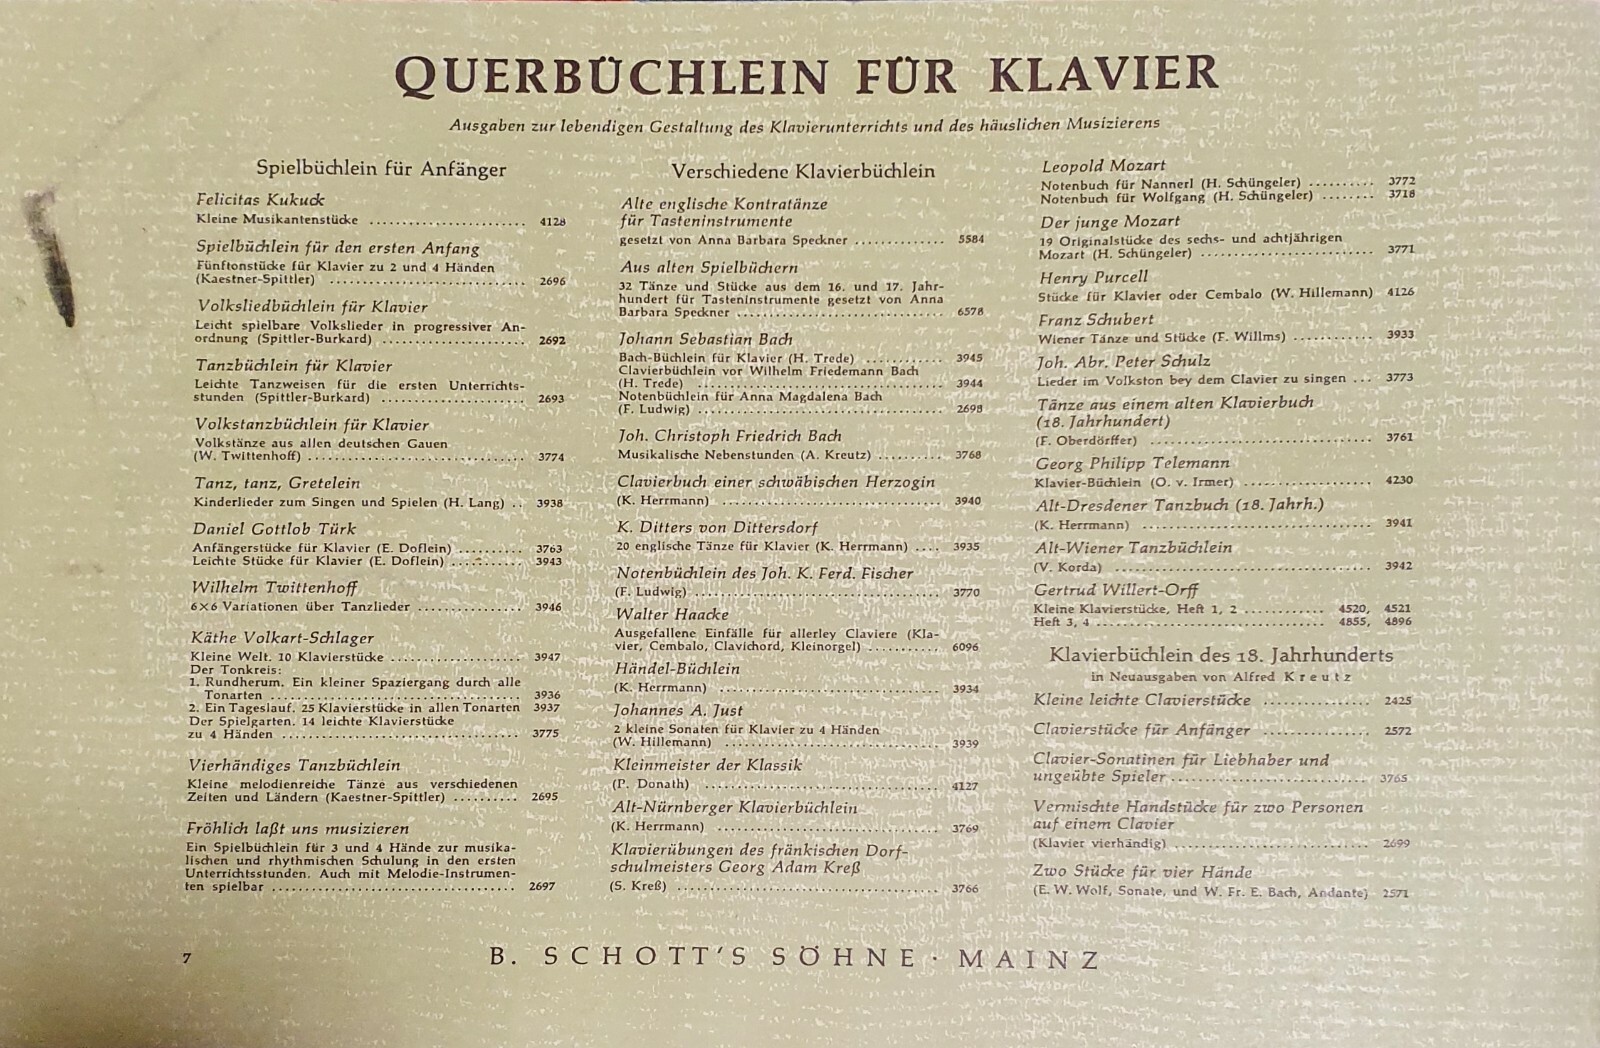 QUERBÜCHLEIN FÜR KLAVIER
Ausgaben zur lebendigen Gestaltung des Klavierunterrichts und des häuslichen Musizierens
Spielbüchlein für Anfänger
Felicitas Kukuck
Kleine Musikantenstücke .......................... 4128
Spielbüchlein für den ersten Anfang
Fünftonstücke für Klavier zu 2 und 4 Händen
(Kaestner-Spittler) .......................... 2696
Volksliedbüchlein für Klavier
Leicht spielbare Volkslieder in progressiver An-
ordnung (Spittler-Burkard) .......................... 2692
Tanzbüchlein für Klavier
Leichte Tanzweisen für die ersten Unterrichts-
stunden (Spittler-Burkard) .......................... 2693
Volkstanzbüchlein für Klavier
Volkstänze aus allen deutschen Gauen
(W. Twittenhoff) .......................... 3774
Tanz, tanz, Gretelein
Kinderlieder zum Singen und Spielen (H. Lang) .. 3938
Daniel Gottlob Türk
Anfängerstücke für Klavier (E. Doflein) .......... 3763
Leichte Stücke für Klavier (E. Doflein) .......... 3943
Wilhelm Twittenhoff
6×6 Variationen über Tanzlieder ................ 3946
Käthe Volkart-Schlager
Kleine Welt. 10 Klavierstücke .................... 3947
Der Tonkreis:
1. Rundherum. Ein kleiner Spaziergang durch alle
Tonarten .......................... 3936
2. Ein Tageslauf. 25 Klavierstücke in allen Tonarten 3937
Der Spielgarten. 14 leichte Klavierstücke
zu 4 Händen .......................... 3775
Vierhändiges Tanzbüchlein
Kleine melodienreiche Tänze aus verschiedenen
Zeiten und Ländern (Kaestner-Spittler) .......... 2695
Fröhlich laßt uns musizieren
Ein Spielbüchlein für 3 und 4 Hände zur musika-
lischen und rhythmischen Schulung in den ersten
Unterrichtsstunden. Auch mit Melodie-Instrumen-
ten spielbar .......................... 2697
Verschiedene Klavierbüchlein
Alte englische Kontratänze
für Tasteninstrumente
gesetzt von Anna Barbara Speckner .............. 5584
Aus alten Spielbüchern
32 Tänze und Stücke aus dem 16. und 17. Jahr-
hundert für Tasteninstrumente gesetzt von Anna
Barbara Speckner .......................... 6578
Johann Sebastian Bach
Bach-Büchlein für Klavier (H. Trede) ............ 3945
Clavierbüchlein vor Wilhelm Friedemann Bach
(H. Trede) .......................... 3944
Notenbüchlein für Anna Magdalena Bach
(F. Ludwig) .......................... 2698
Joh. Christoph Friedrich Bach
Musikalische Nebenstunden (A. Kreutz) .......... 3768
Clavierbuch einer schwäbischen Herzogin
(K. Herrmann) .......................... 3940
K. Ditters von Dittersdorf
20 englische Tänze für Klavier (K. Herrmann) .... 3935
Notenbüchlein des Joh. K. Ferd. Fischer
(F. Ludwig) .......................... 3770
Walter Haacke
Ausgefallene Einfälle für allerley Claviere (Kla-
vier, Cembalo, Clavichord, Kleinorgel) .......... 6096
Händel-Büchlein
(K. Herrmann) .......................... 3934
Johannes A. Just
2 kleine Sonaten für Klavier zu 4 Händen
(W. Hillemann) .......................... 3939
Kleinmeister der Klassik
(P. Donath) .......................... 4127
Alt-Nürnberger Klavierbüchlein
(K. Herrmann) .......................... 3769
Klavierübungen des fränkischen Dorf-
schulmeisters Georg Adam Kreß
(S. Kreß) .......................... 3766
Leopold Mozart
Notenbuch für Nannerl (H. Schüngeler) .......... 3772
Notenbuch für Wolfgang (H. Schüngeler) ........ 3718
Der junge Mozart
19 Originalstücke des sechs- und achtjährigen
Mozart (H. Schüngeler) .......................... 3771
Henry Purcell
Stücke für Klavier oder Cembalo (W. Hillemann) 4126
Franz Schubert
Wiener Tänze und Stücke (F. Willms) ............ 3933
Joh. Abr. Peter Schulz
Lieder im Volkston bey dem Clavier zu singen ... 3773
Tänze aus einem alten Klavierbuch
(18. Jahrhundert)
(F. Oberdörffer) .......................... 3761
Georg Philipp Telemann
Klavier-Büchlein (O. v. Irmer) .................... 4230
Alt-Dresdener Tanzbuch (18. Jahrh.)
(K. Herrmann) .......................... 3941
Alt-Wiener Tanzbüchlein
(V. Korda) .......................... 3942
Gertrud Willert-Orff
Kleine Klavierstücke, Heft 1, 2 ............ 4520, 4521
Heft 3, 4 .......................... 4855, 4896
Klavierbüchlein des 18. Jahrhunderts
in Neuausgaben von Alfred Kreutz
Kleine leichte Clavierstücke ................ 2425
Clavierstücke für Anfänger ................ 2572
Clavier-Sonatinen für Liebhaber und
ungeübte Spieler .......................... 3765
Vermischte Handstücke für zwo Personen
auf einem Clavier
(Klavier vierhändig) .......................... 2699
Zwo Stücke für vier Hände
(E. W. Wolf, Sonate, und W. Fr. E. Bach, Andante) 2571
7
B. SCHOTT'S SÖHNE · MAINZ